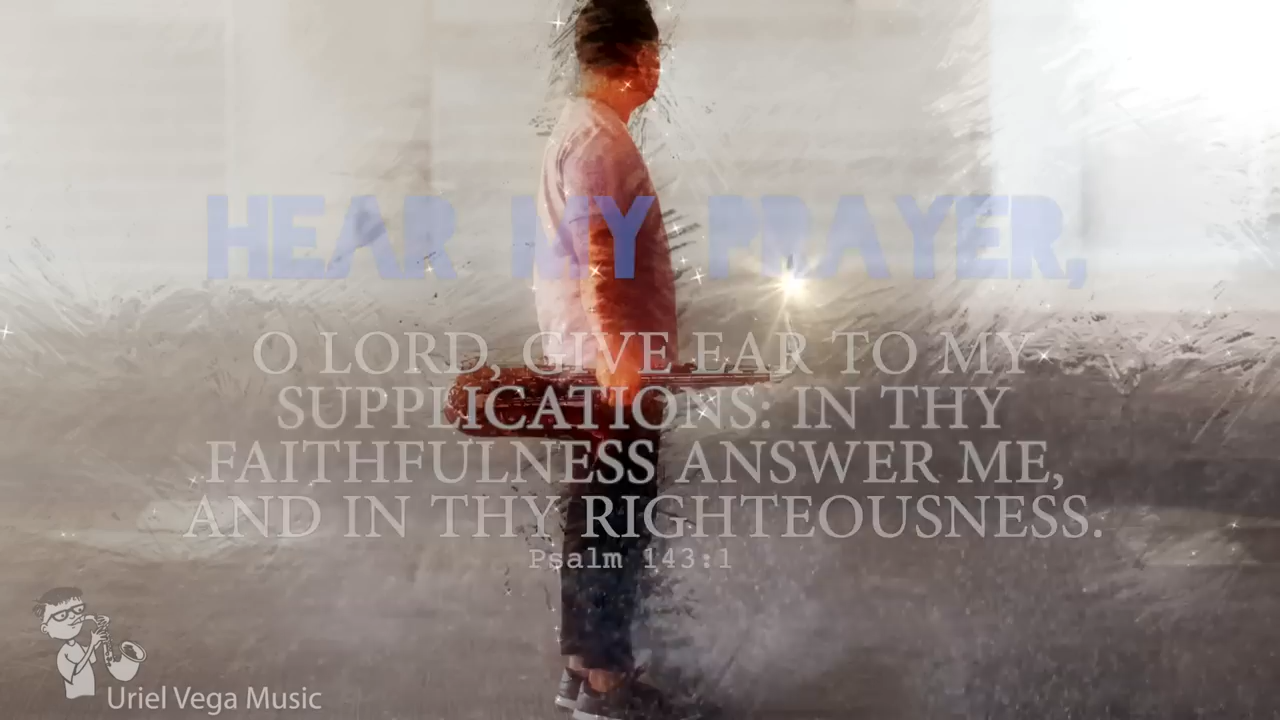 HEAR MY PRAYER,
O LORD, GIVE EAR TO MY
SUPPLICATIONS: IN THY
FAITHFULNESS ANSWER ME,
AND IN THY RIGHTEOUSNESS.
Psalm 143:1
Uriel Vega Music